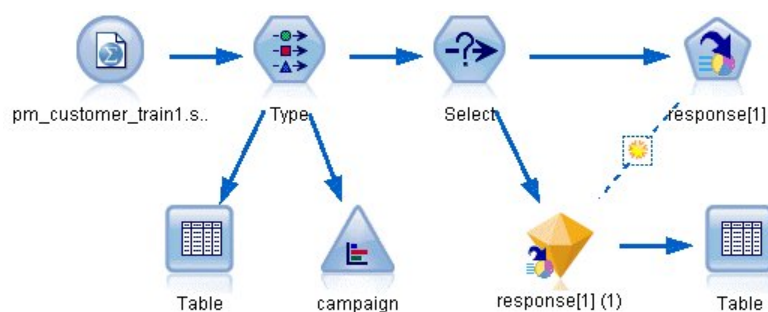 pm_customer_train1.s..
Type
Select
response[1]
Table
campaign
response[1] (1)
Table